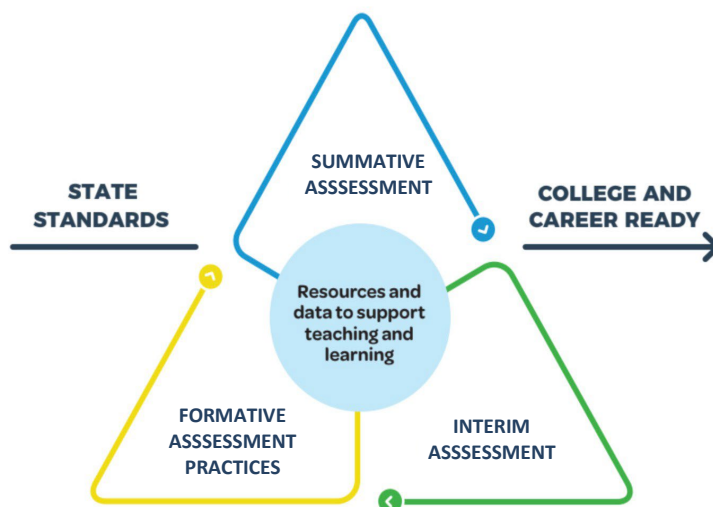 SUMMATIVE
ASSSESSMENT
STATE
STANDARDS
COLLEGE AND
CAREER READY
Resources and
data to support
teaching and
learning
FORMATIVE
ASSSESSMENT
PRACTICES
INTERIM
ASSSESSMENT